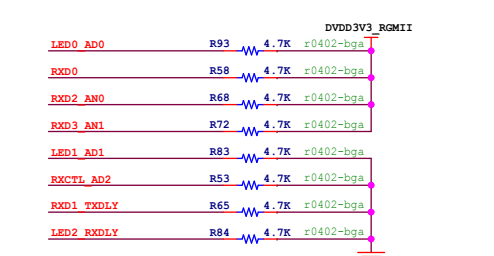 DVDD3V3_RGMII
LED0_AD0 R93 4.7K r0402-bga
RXD0 R58 4.7K r0402-bga
RXD2_AN0 R68 4.7K r0402-bga
RXD3_AN1 R72 4.7K r0402-bga
LED1_AD1 R83 4.7K r0402-bga
RXCTL_AD2 R53 4.7K r0402-bga
RXD1_TXDLY R65 4.7K r0402-bga
LED2_RXDLY R84 4.7K r0402-bga